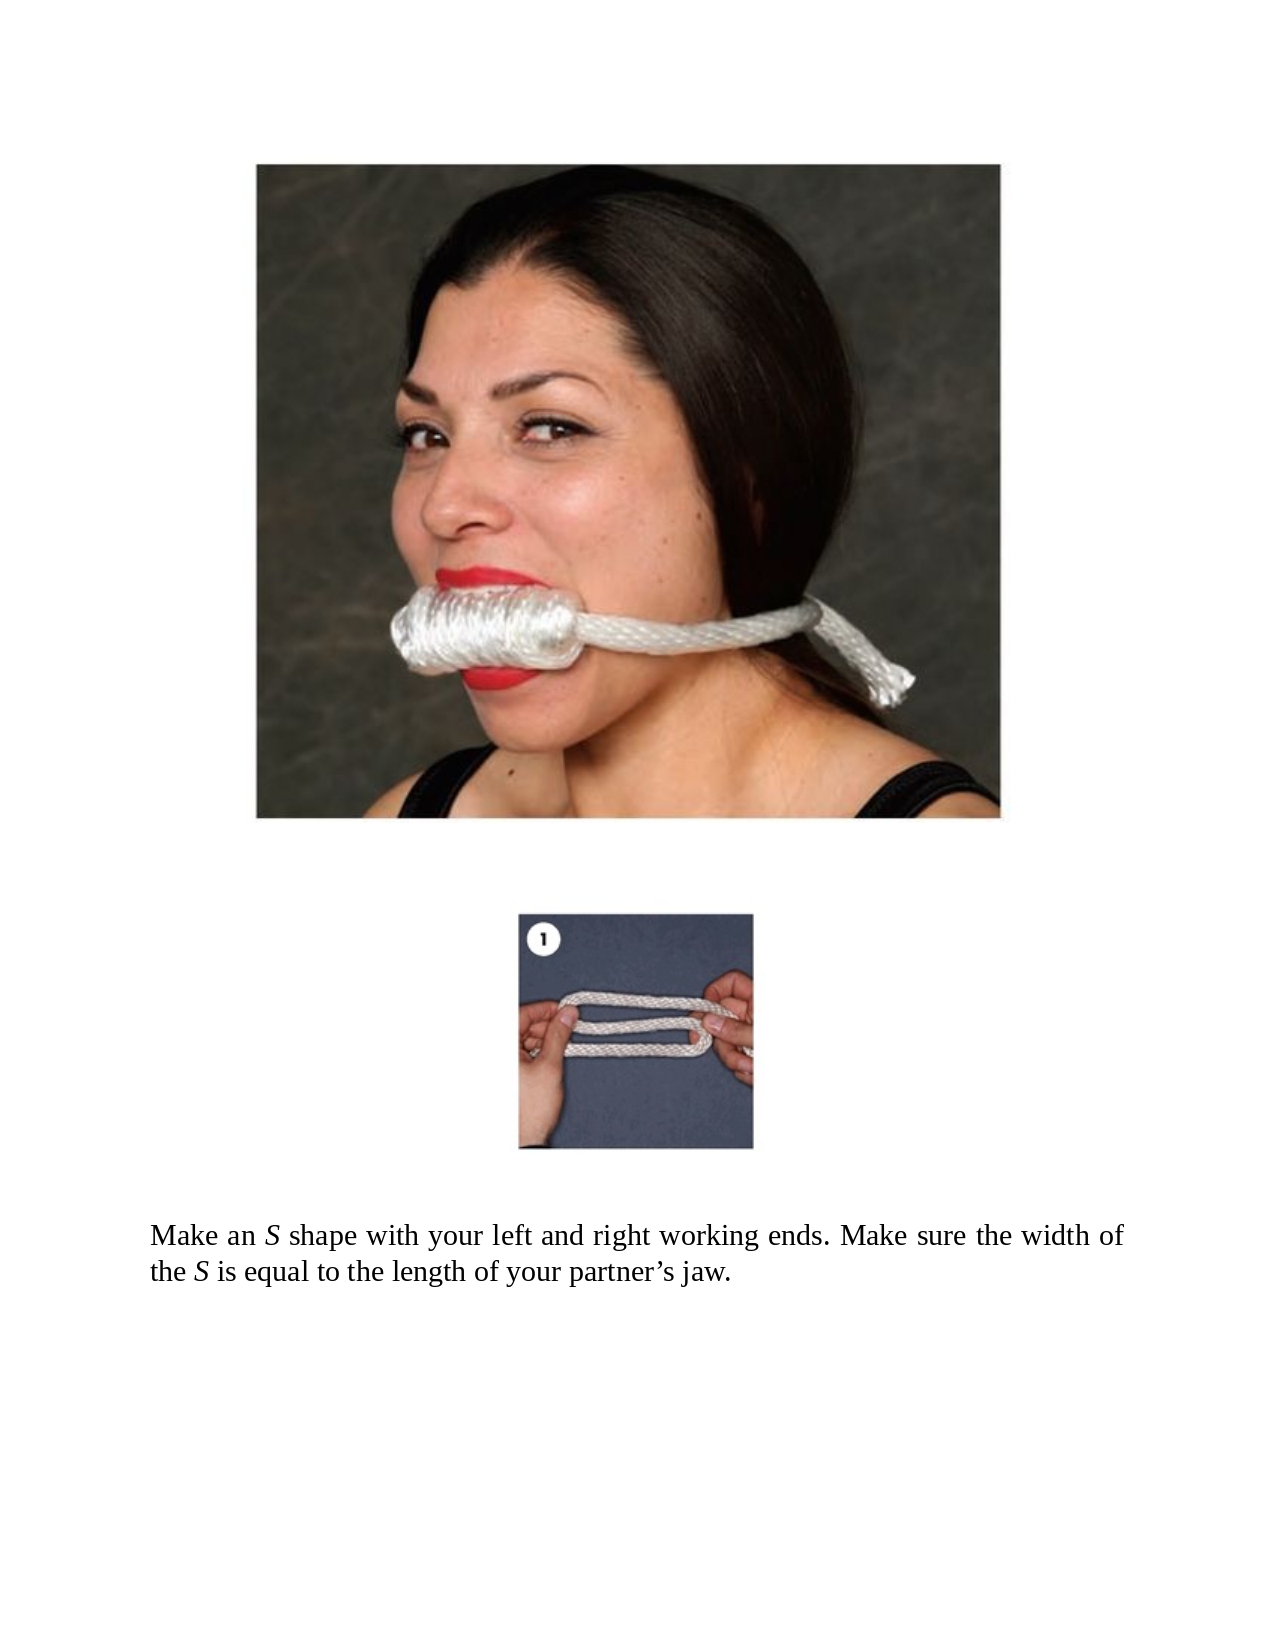 1
Make an S shape with your left and right working ends. Make sure the width of
the S is equal to the length of your partner’s jaw.